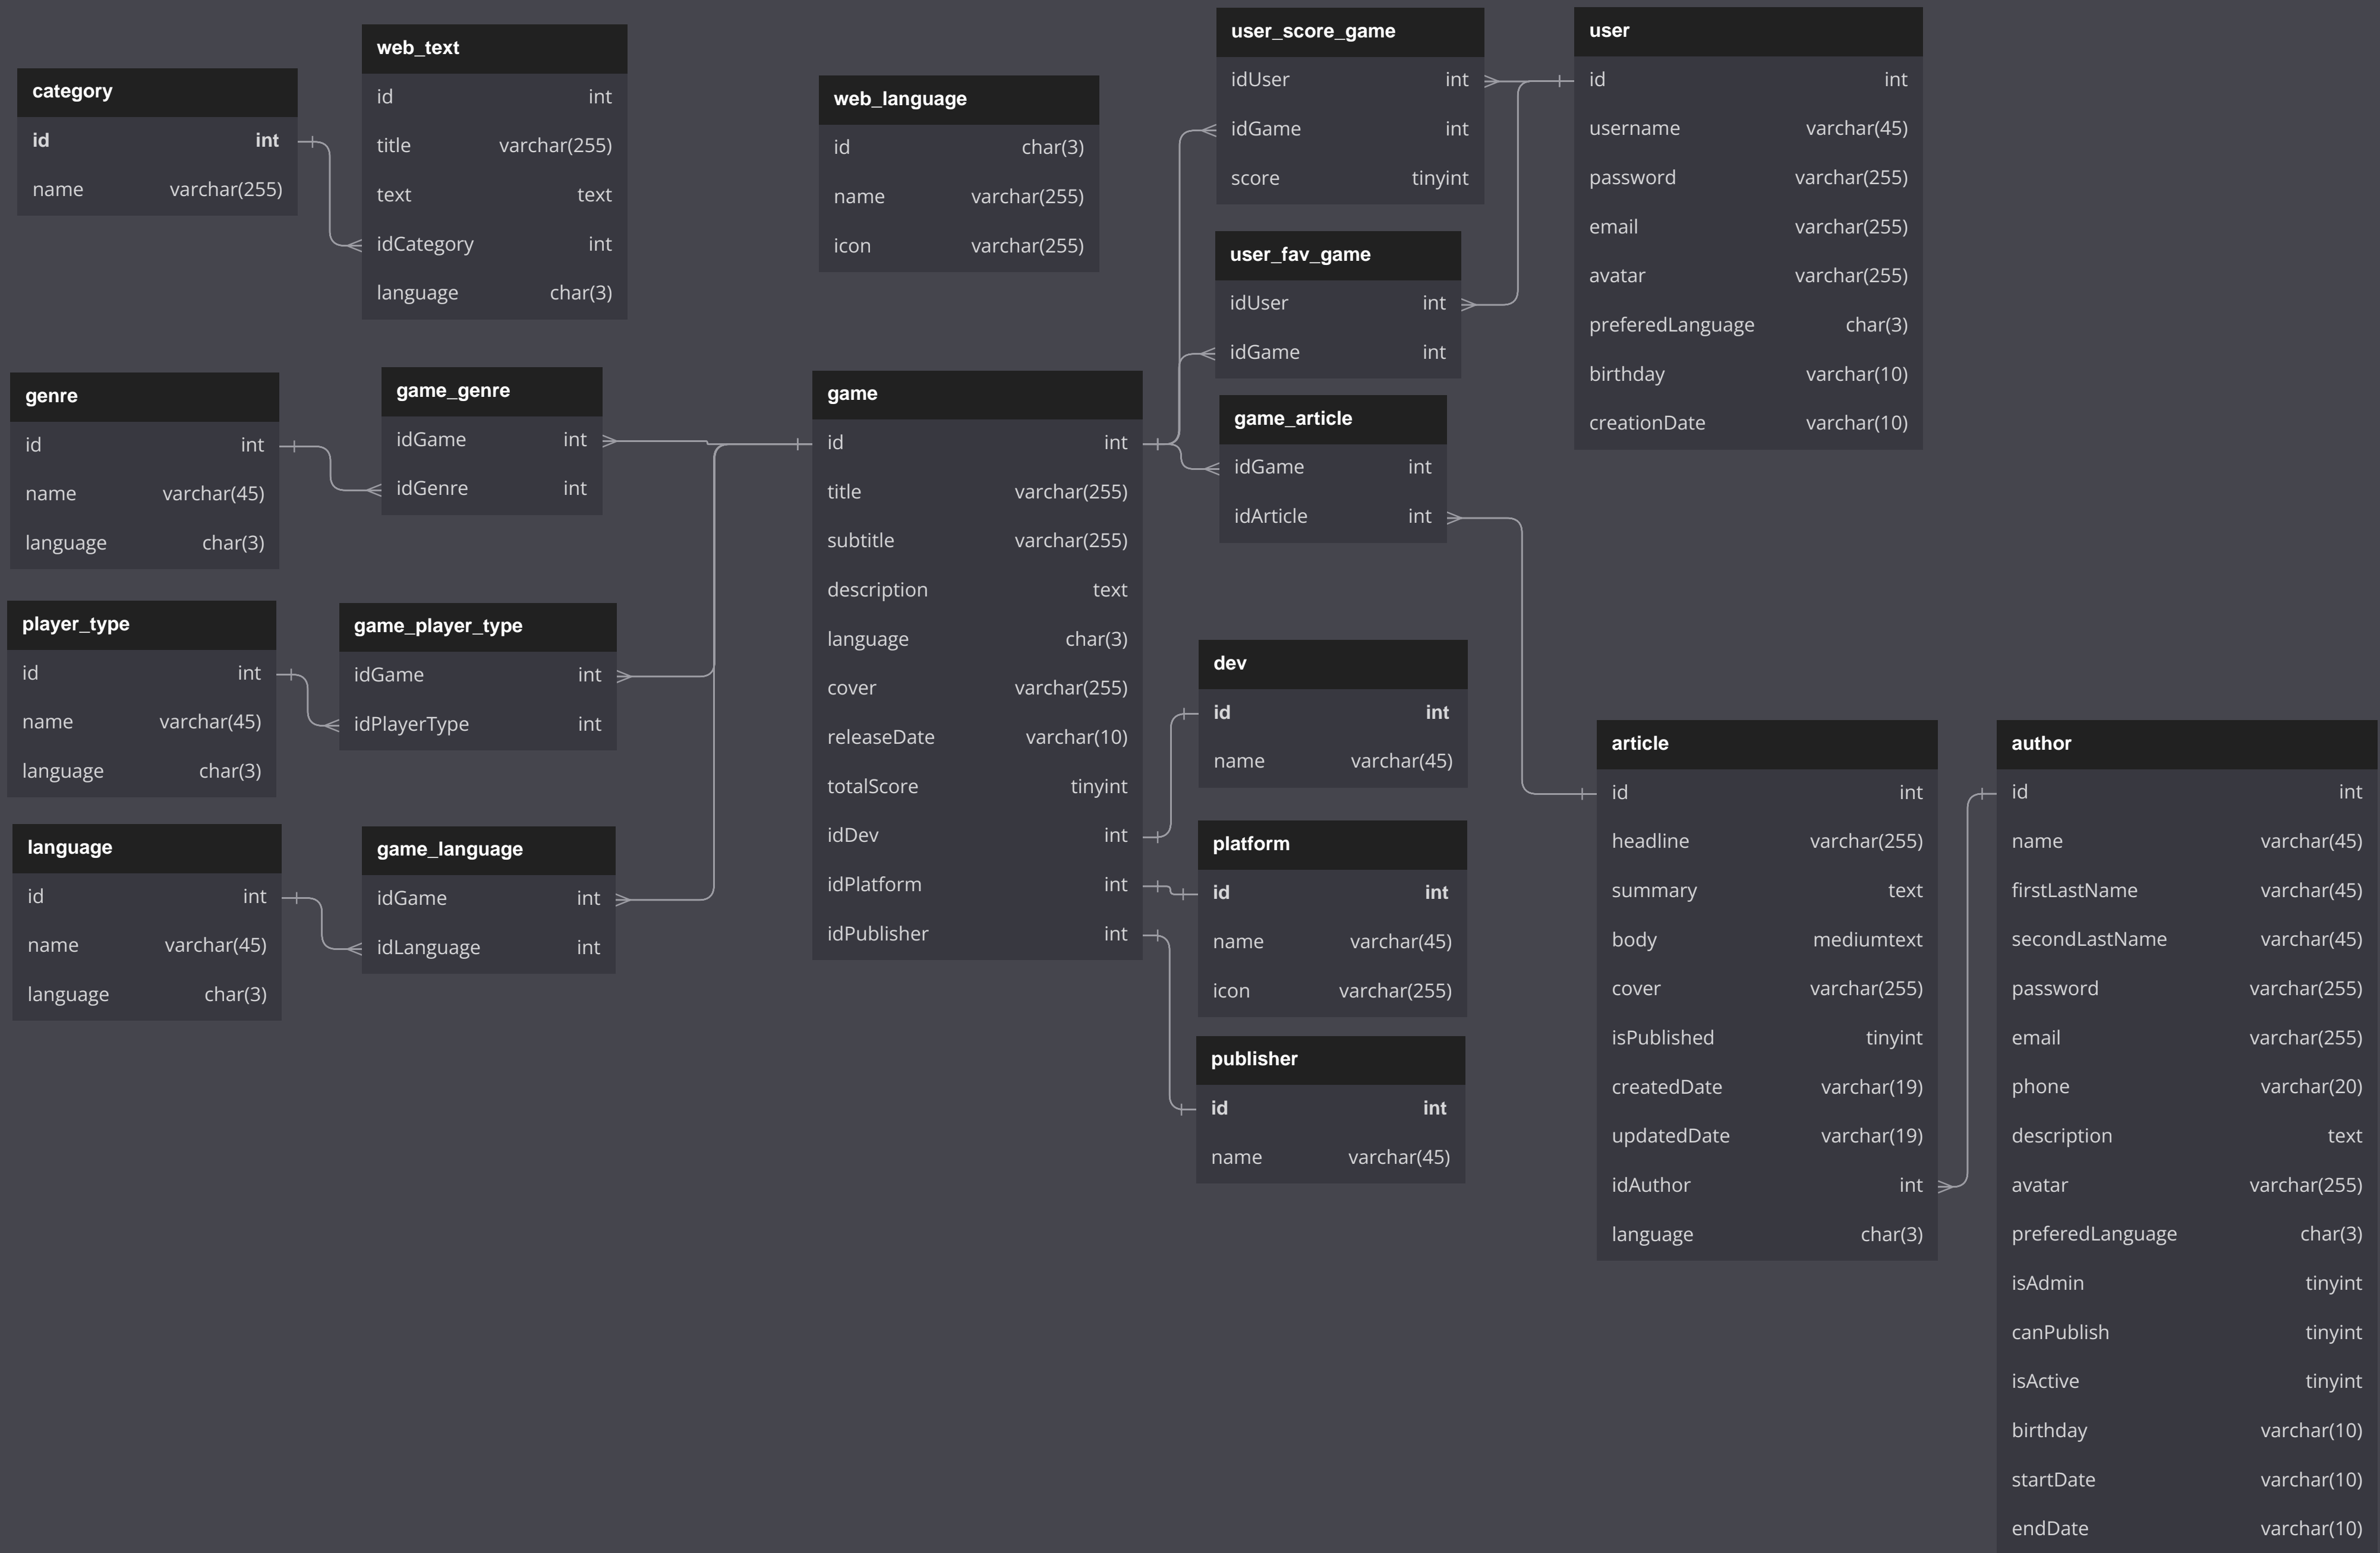 category
id int
name varchar(255)
web_text
id int
title varchar(255)
text text
idCategory int
language char(3)
web_language
id char(3)
name varchar(255)
icon varchar(255)
user_score_game
idUser int
idGame int
score tinyint
user
id int
username varchar(45)
password varchar(255)
email varchar(255)
avatar varchar(255)
preferedLanguage char(3)
birthday varchar(10)
creationDate varchar(10)
user_fav_game
idUser int
idGame int
genre
id int
name varchar(45)
language char(3)
game_genre
idGame int
idGenre int
game
id int
title varchar(255)
subtitle varchar(255)
description text
language char(3)
cover varchar(255)
releaseDate varchar(10)
totalScore tinyint
idDev int
idPlatform int
idPublisher int
game_article
idGame int
idArticle int
player_type
id int
name varchar(45)
language char(3)
game_player_type
idGame int
idPlayerType int
dev
id int
name varchar(45)
language
id int
name varchar(45)
language char(3)
game_language
idGame int
idLanguage int
platform
id int
name varchar(45)
icon varchar(255)
publisher
id int
name varchar(45)
article
id int
headline varchar(255)
summary text
body mediumtext
cover varchar(255)
isPublished tinyint
createdDate varchar(19)
updatedDate varchar(19)
idAuthor int
language char(3)
author
id int
name varchar(45)
firstLastName varchar(45)
secondLastName varchar(45)
password varchar(255)
email varchar(255)
phone varchar(20)
description text
avatar varchar(255)
preferedLanguage char(3)
isAdmin tinyint
canPublish tinyint
isActive tinyint
birthday varchar(10)
startDate varchar(10)
endDate varchar(10)